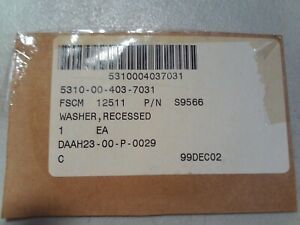 5310004037031
5310-00-403-7031
FSCM 12511 P/N S9566
WASHER,RECESSED
1 EA
DAAH23-00-P-0029
C 99DEC02